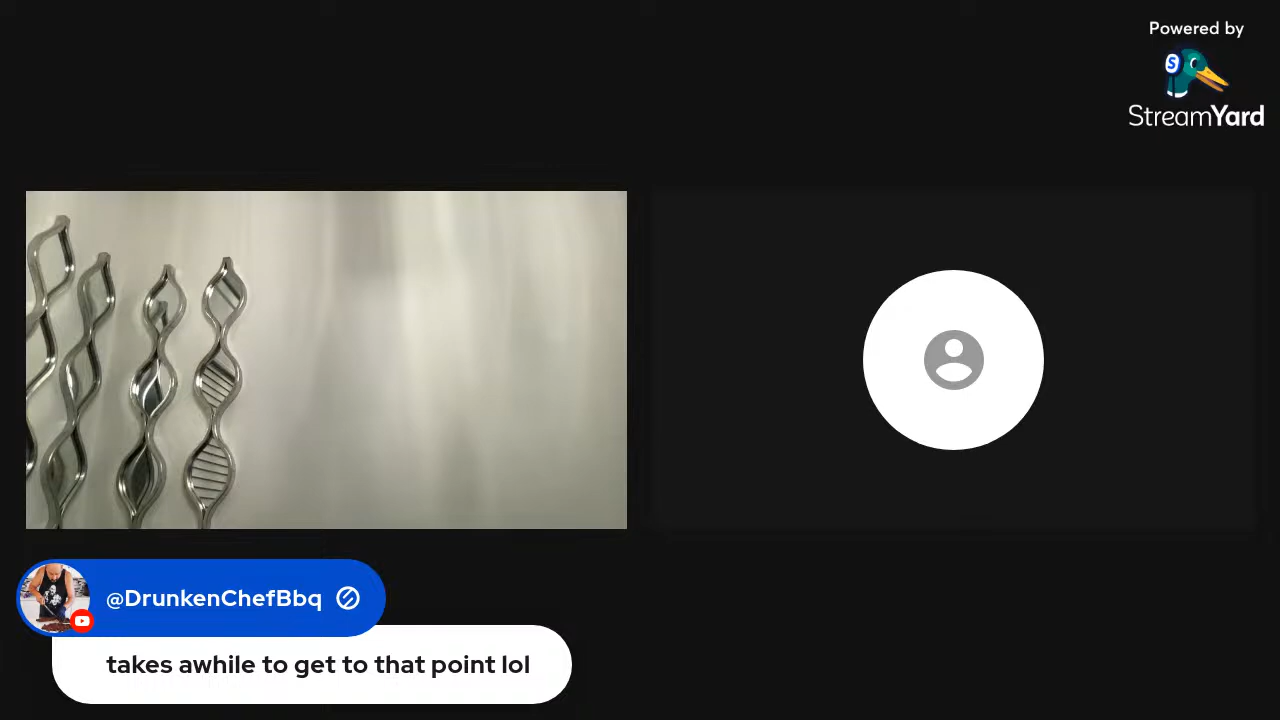 Powered by
S
StreamYard
@DrunkenChefBbq
takes awhile to get to that point lol